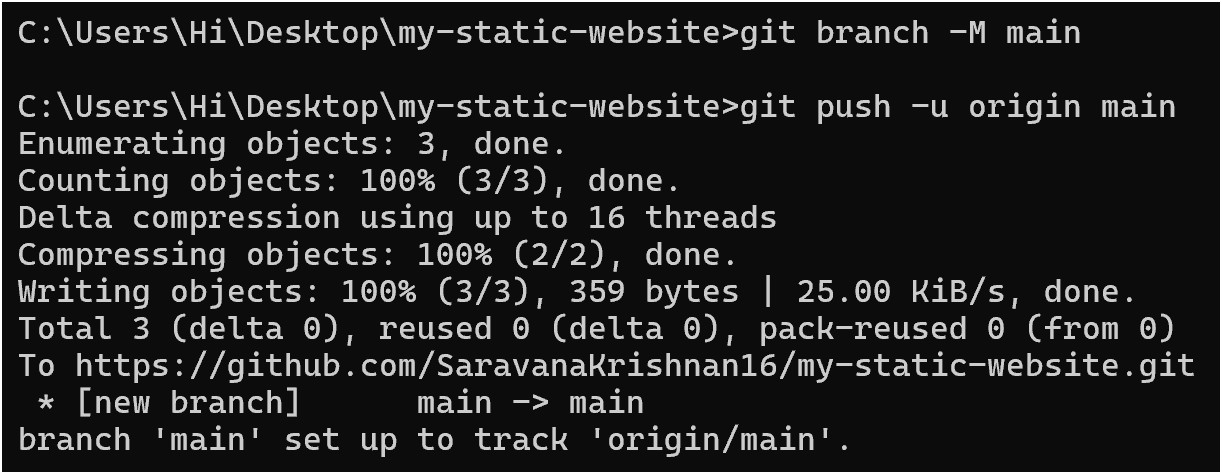 C:\Users\Hi\Desktop\my-static-website>git branch -M main
C:\Users\Hi\Desktop\my-static-website>git push -u origin main
Enumerating objects: 3, done.
Counting objects: 100% (3/3), done.
Delta compression using up to 16 threads
Compressing objects: 100% (2/2), done.
Writing objects: 100% (3/3), 359 bytes | 25.00 KiB/s, done.
Total 3 (delta 0), reused 0 (delta 0), pack-reused 0 (from 0)
To https://github.com/SaravanaKrishnan16/my-static-website.git
 * [new branch]      main -> main
branch 'main' set up to track 'origin/main'.